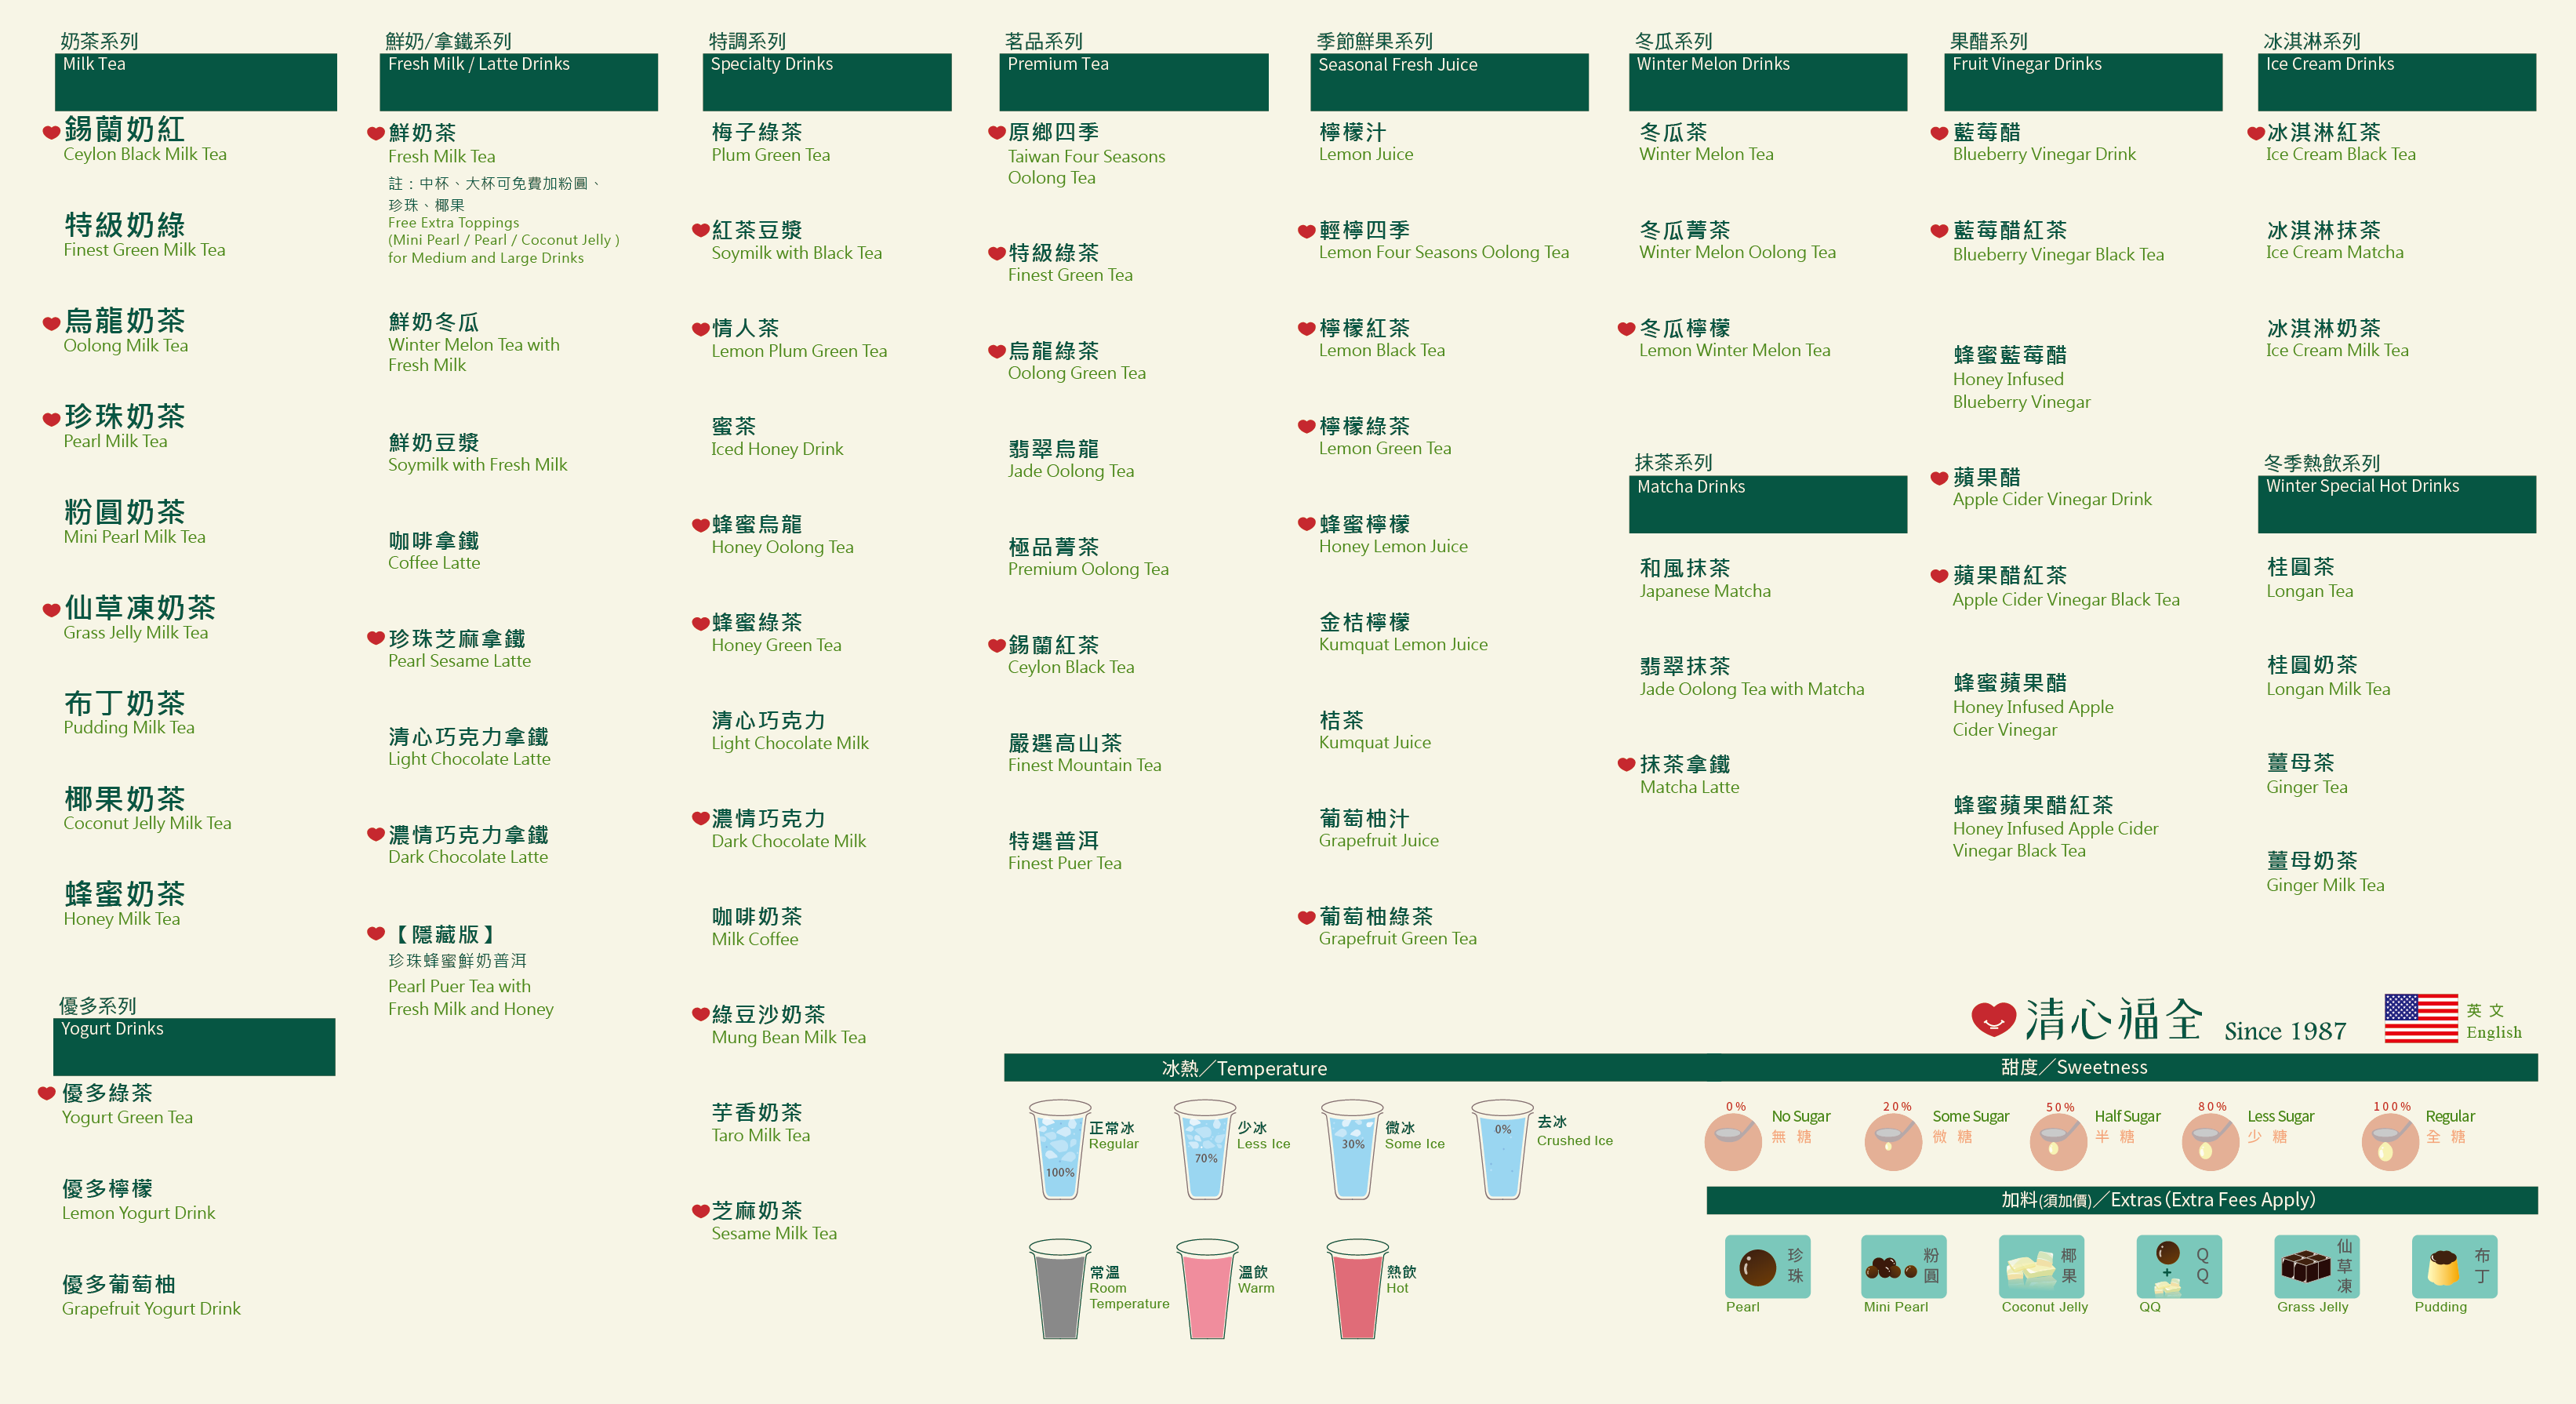 奶茶系列
Milk Tea
錫蘭奶紅
Ceylon Black Milk Tea
特級奶綠
Finest Green Milk Tea
烏龍奶茶
Oolong Milk Tea
珍珠奶茶
Pearl Milk Tea
粉圓奶茶
Mini Pearl Milk Tea
仙草凍奶茶
Grass Jelly Milk Tea
布丁奶茶
Pudding Milk Tea
椰果奶茶
Coconut Jelly Milk Tea
蜂蜜奶茶
Honey Milk Tea
優多系列
Yogurt Drinks
優多綠茶
Yogurt Green Tea
優多檸檬
Lemon Yogurt Drink
優多葡萄柚
Grapefruit Yogurt Drink
鮮奶/拿鐵系列
Fresh Milk / Latte Drinks
鮮奶茶
Fresh Milk Tea
註：中杯、大杯可免費加粉圓、
珍珠、椰果
Free Extra Toppings
(Mini Pearl / Pearl / Coconut Jelly )
for Medium and Large Drinks
鮮奶冬瓜
Winter Melon Tea with
Fresh Milk
鮮奶豆漿
Soymilk with Fresh Milk
咖啡拿鐵
Coffee Latte
珍珠芝麻拿鐵
Pearl Sesame Latte
清心巧克力拿鐵
Light Chocolate Latte
濃情巧克力拿鐵
Dark Chocolate Latte
【隱藏版】
珍珠蜂蜜鮮奶普洱
Pearl Puer Tea with
Fresh Milk and Honey
特調系列
Specialty Drinks
梅子綠茶
Plum Green Tea
紅茶豆漿
Soymilk with Black Tea
情人茶
Lemon Plum Green Tea
蜜茶
Iced Honey Drink
蜂蜜烏龍
Honey Oolong Tea
蜂蜜綠茶
Honey Green Tea
清心巧克力
Light Chocolate Milk
濃情巧克力
Dark Chocolate Milk
咖啡奶茶
Milk Coffee
綠豆沙奶茶
Mung Bean Milk Tea
芋香奶茶
Taro Milk Tea
芝麻奶茶
Sesame Milk Tea
茗品系列
Premium Tea
原鄉四季
Taiwan Four Seasons
Oolong Tea
特級綠茶
Finest Green Tea
烏龍綠茶
Oolong Green Tea
翡翠烏龍
Jade Oolong Tea
極品菁茶
Premium Oolong Tea
錫蘭紅茶
Ceylon Black Tea
嚴選高山茶
Finest Mountain Tea
特選普洱
Finest Puer Tea
季節鮮果系列
Seasonal Fresh Juice
檸檬汁
Lemon Juice
輕檸四季
Lemon Four Seasons Oolong Tea
檸檬紅茶
Lemon Black Tea
檸檬綠茶
Lemon Green Tea
蜂蜜檸檬
Honey Lemon Juice
金桔檸檬
Kumquat Lemon Juice
桔茶
Kumquat Juice
葡萄柚汁
Grapefruit Juice
葡萄柚綠茶
Grapefruit Green Tea
冬瓜系列
Winter Melon Drinks
冬瓜茶
Winter Melon Tea
冬瓜菁茶
Winter Melon Oolong Tea
冬瓜檸檬
Lemon Winter Melon Tea
抹茶系列
Matcha Drinks
和風抹茶
Japanese Matcha
翡翠抹茶
Jade Oolong Tea with Matcha
抹茶拿鐵
Matcha Latte
果醋系列
Fruit Vinegar Drinks
藍莓醋
Blueberry Vinegar Drink
藍莓醋紅茶
Blueberry Vinegar Black Tea
蜂蜜藍莓醋
Honey Infused
Blueberry Vinegar
蘋果醋
Apple Cider Vinegar Drink
蘋果醋紅茶
Apple Cider Vinegar Black Tea
蜂蜜蘋果醋
Honey Infused Apple
Cider Vinegar
蜂蜜蘋果醋紅茶
Honey Infused Apple Cider
Vinegar Black Tea
冰淇淋系列
Ice Cream Drinks
冰淇淋紅茶
Ice Cream Black Tea
冰淇淋抹茶
Ice Cream Matcha
冰淇淋奶茶
Ice Cream Milk Tea
冬季熱飲系列
Winter Special Hot Drinks
桂圓茶
Longan Tea
桂圓奶茶
Longan Milk Tea
薑母茶
Ginger Tea
薑母奶茶
Ginger Milk Tea
清心福全 Since 1987
英文
English
冰熱／Temperature
正常冰
Regular
100%
少冰
Less Ice
70%
微冰
Some Ice
30%
去冰
Crushed Ice
0%
常溫
Room
Temperature
溫飲
Warm
熱飲
Hot
甜度／Sweetness
0%
No Sugar
無糖
20%
Some Sugar
微糖
50%
Half Sugar
半糖
80%
Less Sugar
少糖
100%
Regular
全糖
加料(須加價)／Extras (Extra Fees Apply)
珍珠
Pearl
粉圓
Mini Pearl
椰果
Coconut Jelly
+
QQ
QQ
仙草凍
Grass Jelly
布丁
Pudding